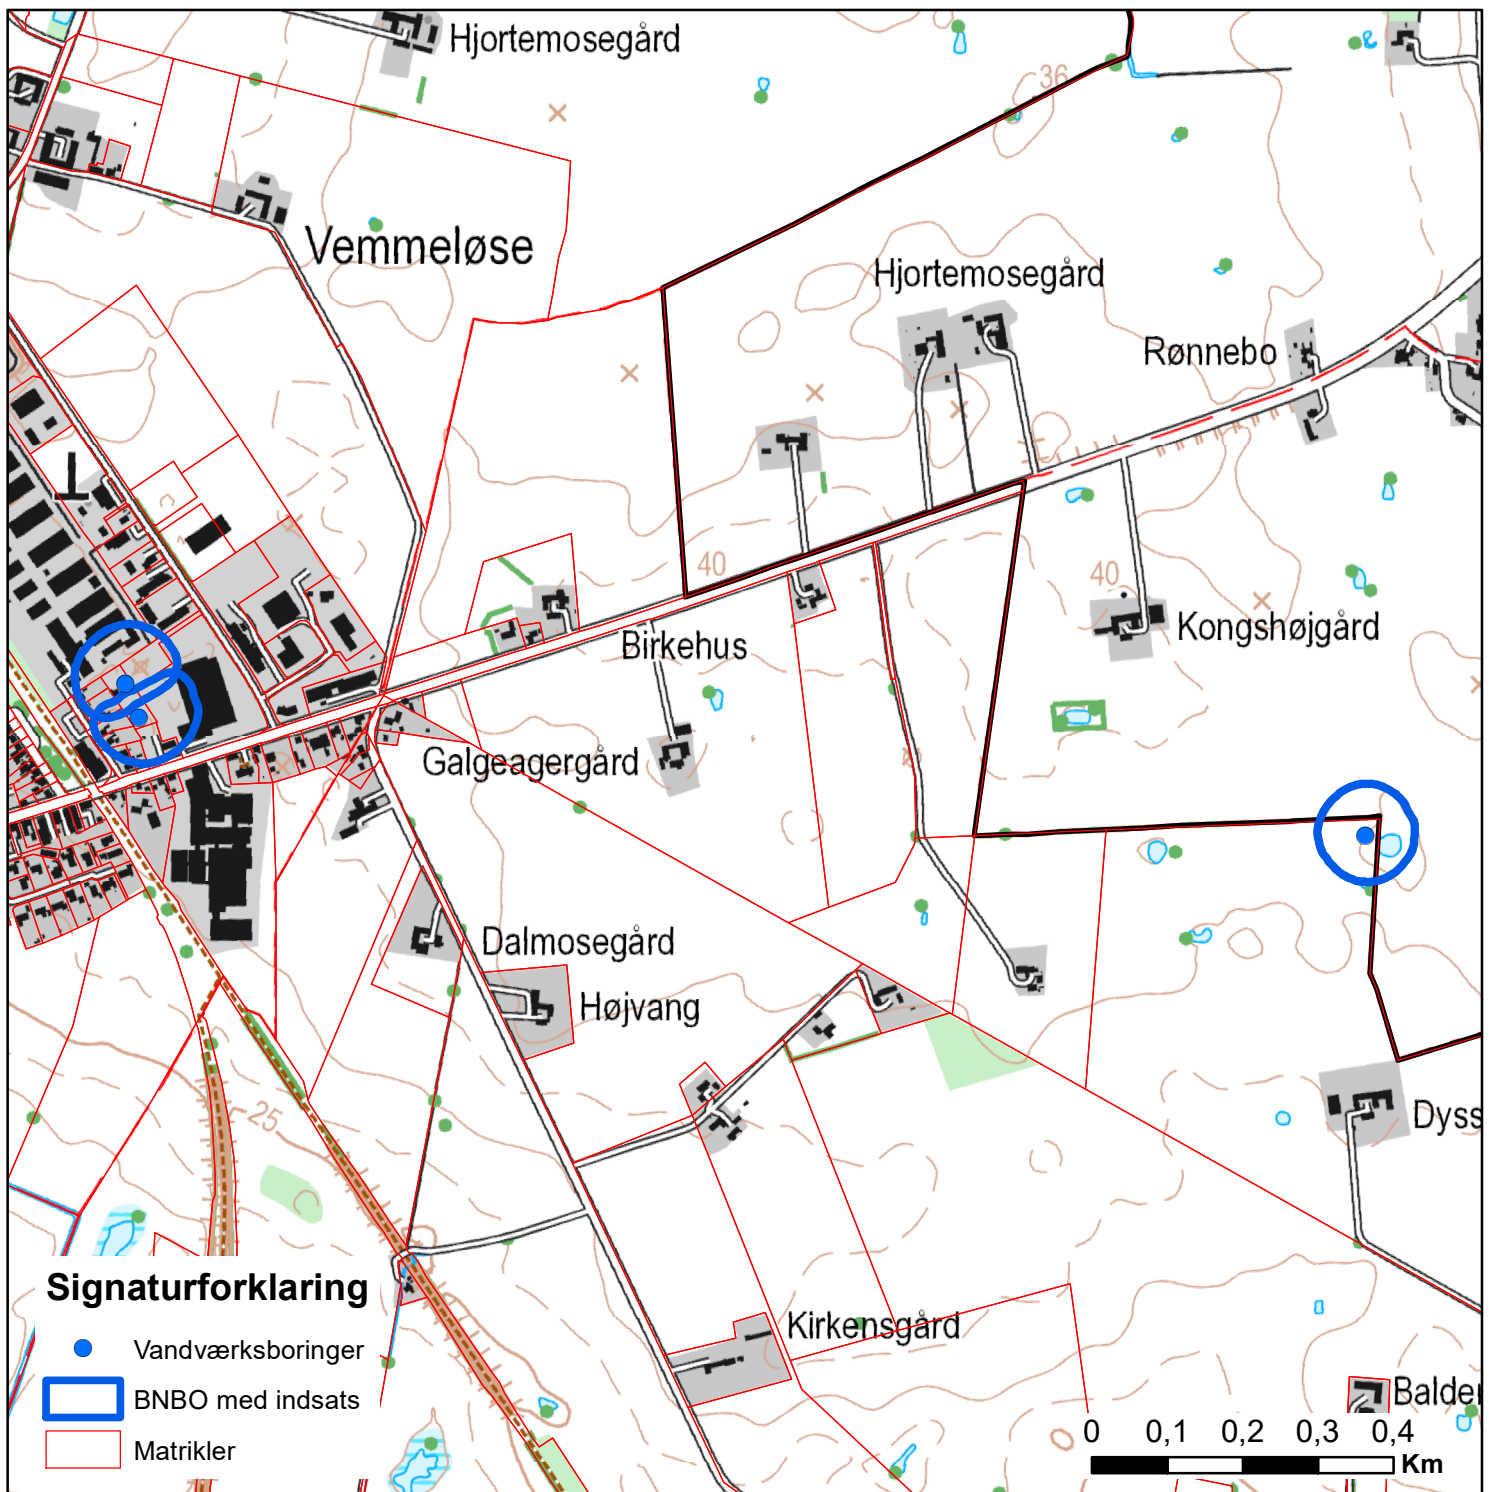 Hjortemosegård
36
Vemmeløse
Hjortemosegård
Rønnebo
40
40
Birkehus
Kongshøjgård
Galgeagergård
Dalmosegård
Højvang
25
Dyss
Kirkensgård
Balder
Signaturforklaring
Vandværksboringer
BNBO med indsats
Matrikler
0 0,1 0,2 0,3 0,4
Km